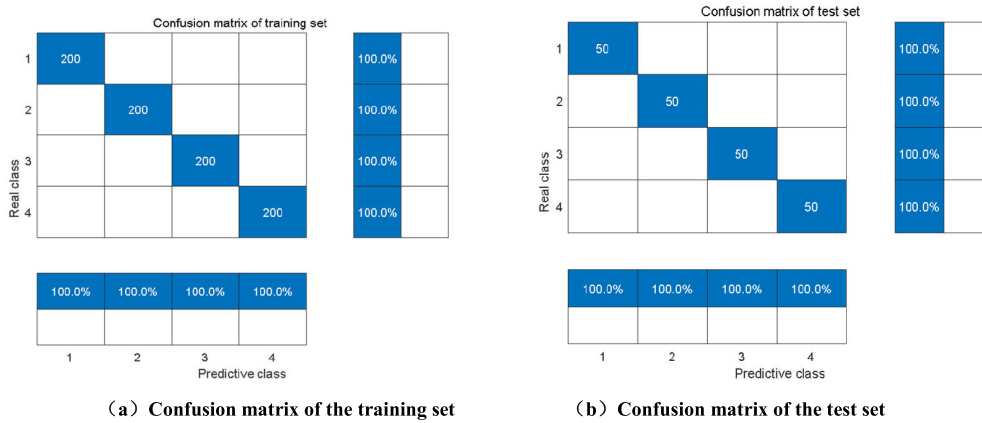 Confusion matrix of training set
1
200
100.0%
2
200
100.0%
3
200
100.0%
4
200
100.0%
Real class
100.0% 100.0% 100.0% 100.0%
1 2 3 4
Predictive class
（a）Confusion matrix of the training set
Confusion matrix of test set
1
50
100.0%
2
50
100.0%
3
50
100.0%
4
50
100.0%
Real class
100.0% 100.0% 100.0% 100.0%
1 2 3 4
Predictive class
（b）Confusion matrix of the test set